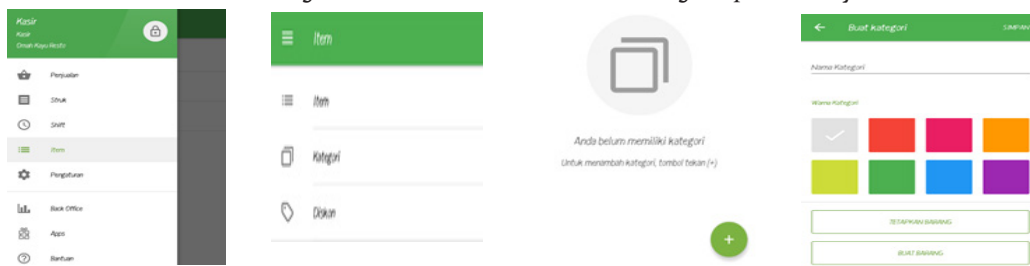 Kasir
Kasir
Omah Kayu Resto
Penjualan
Struk
Shift
Item
Pengaturan
Back Office
Apps
Bantuan
Item
Item
Kategori
Diskon
Anda belum memiliki kategori
Untuk menambah kategori, tombol tekan (+)
Buat kategori
SIMPAN
Nama Kategori
Warna Kategori
TETAPKAN BARANG
BUAT BARANG